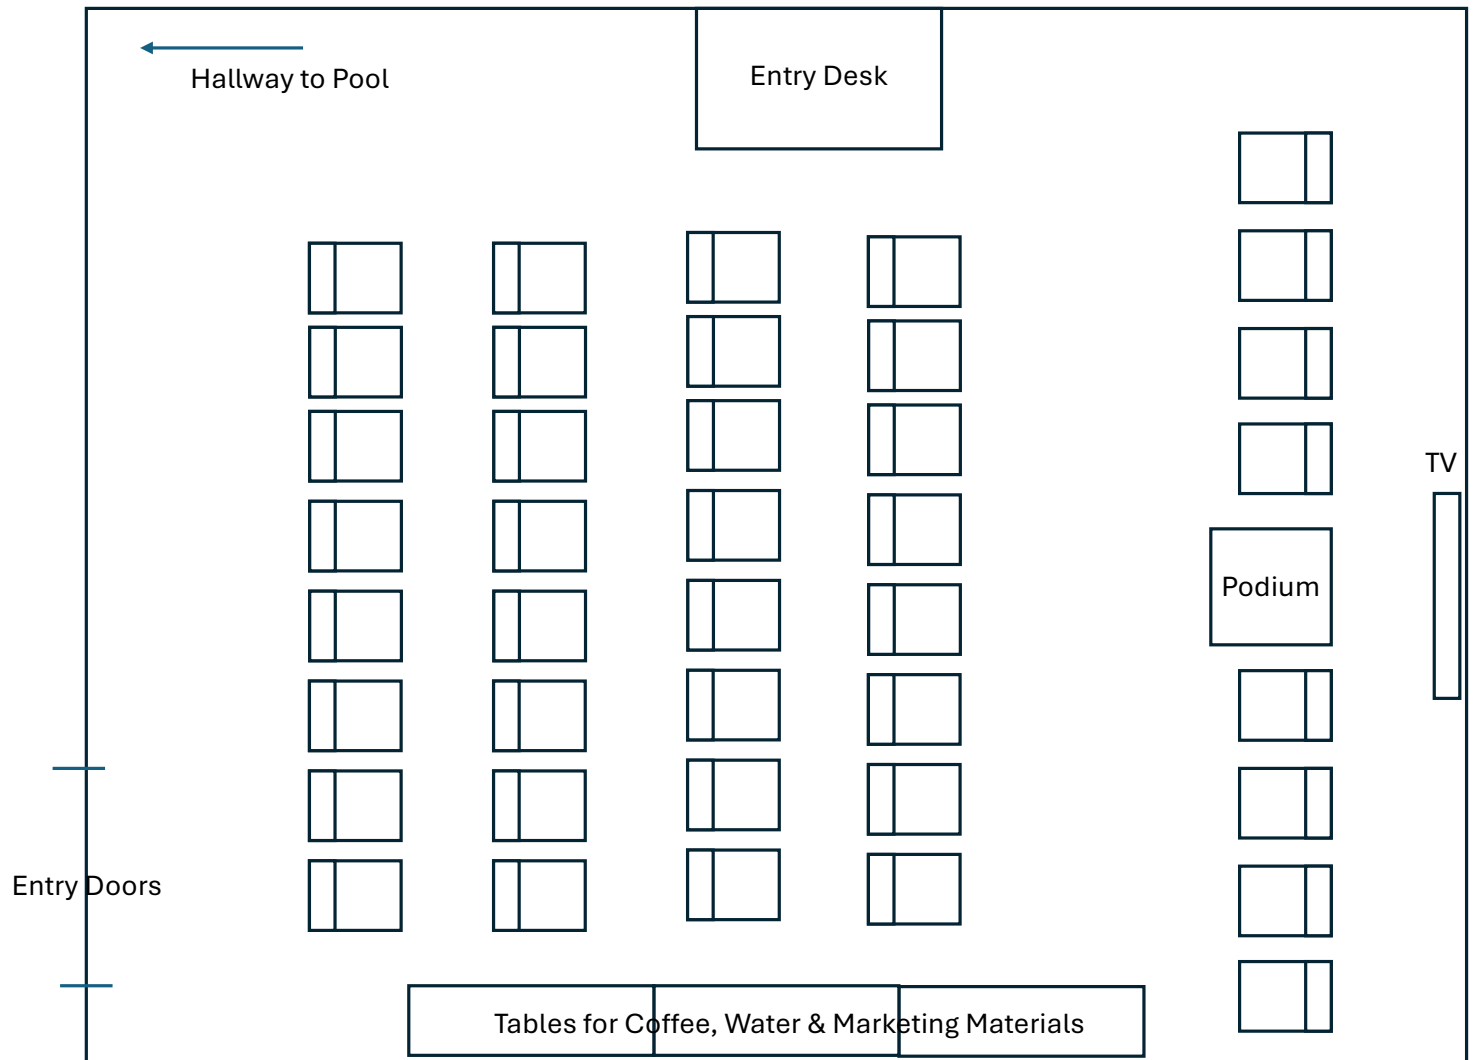 Hallway to Pool
Entry Desk
TV
Podium
Entry Doors
Tables for Coffee, Water & Marketing Materials